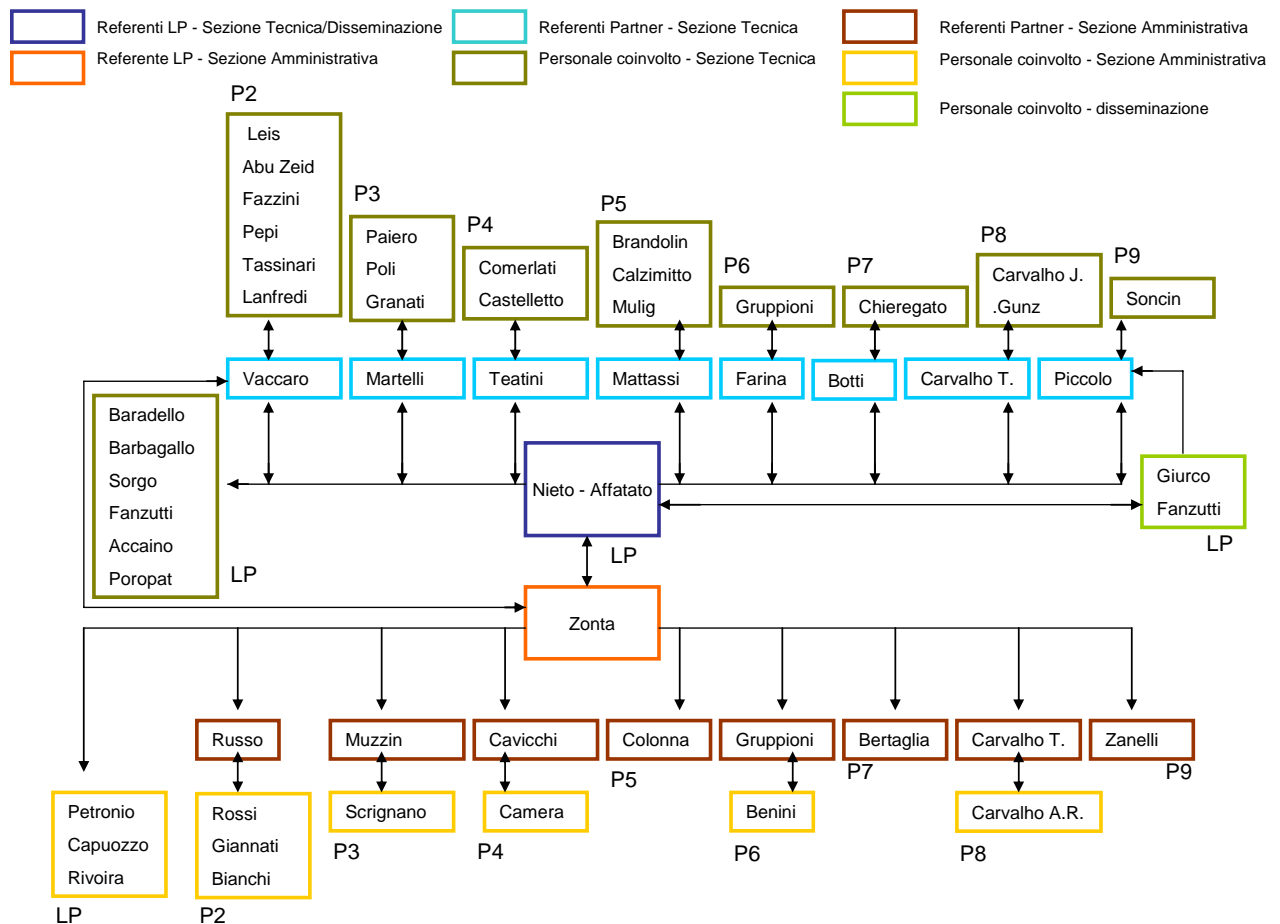 Referenti LP - Sezione Tecnica/Disseminazione
Referente LP - Sezione Amministrativa
Referenti Partner - Sezione Tecnica
Personale coinvolto - Sezione Tecnica
Referenti Partner - Sezione Amministrativa
Personale coinvolto - Sezione Amministrativa
Personale coinvolto - disseminazione
P2
Leis
Abu Zeid
Fazzini
Pepi
Tassinari
Lanfredi
P3
Paiero
Poli
Granati
P4
Comerlati
Castelletto
P5
Brandolin
Calzimitto
Mulig
P6
Gruppioni
P7
Chieregato
P8
Carvalho J.
.Gunz
P9
Soncin
Vaccaro
Martelli
Teatini
Mattassi
Farina
Botti
Carvalho T.
Piccolo
Baradello
Barbagallo
Sorgo
Fanzutti
Accaino
Poropat
LP
Nieto - Affatato
LP
Giurco
Fanzutti
LP
Zonta
Russo
Muzzin
Cavicchi
Colonna
P5
Gruppioni
Bertaglia
P7
Carvalho T.
Zanelli
P9
Petronio
Capuozzo
Rivoira
LP
Rossi
Giannati
Bianchi
P2
Scrignano
P3
Camera
P4
Benini
P6
Carvalho A.R.
P8